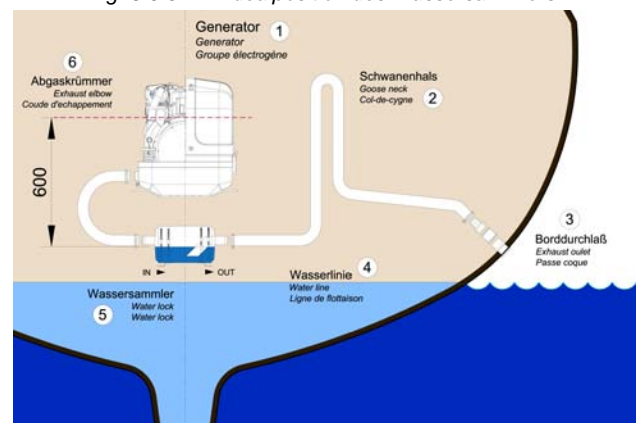 Generator 1
Generator
Groupe électrogène
6
Abgaskrümmer
Exhaust elbow
Coude d'echappement
Schwanenhals
Goose neck
Col-de-cygne
2
600
3
Borddurchlaß
Exhaust oulet
Passe coque
IN OUT
Wasserlinie
Water line
Ligne de flottaison
4
Wassersammler
Water lock
Water lock
5